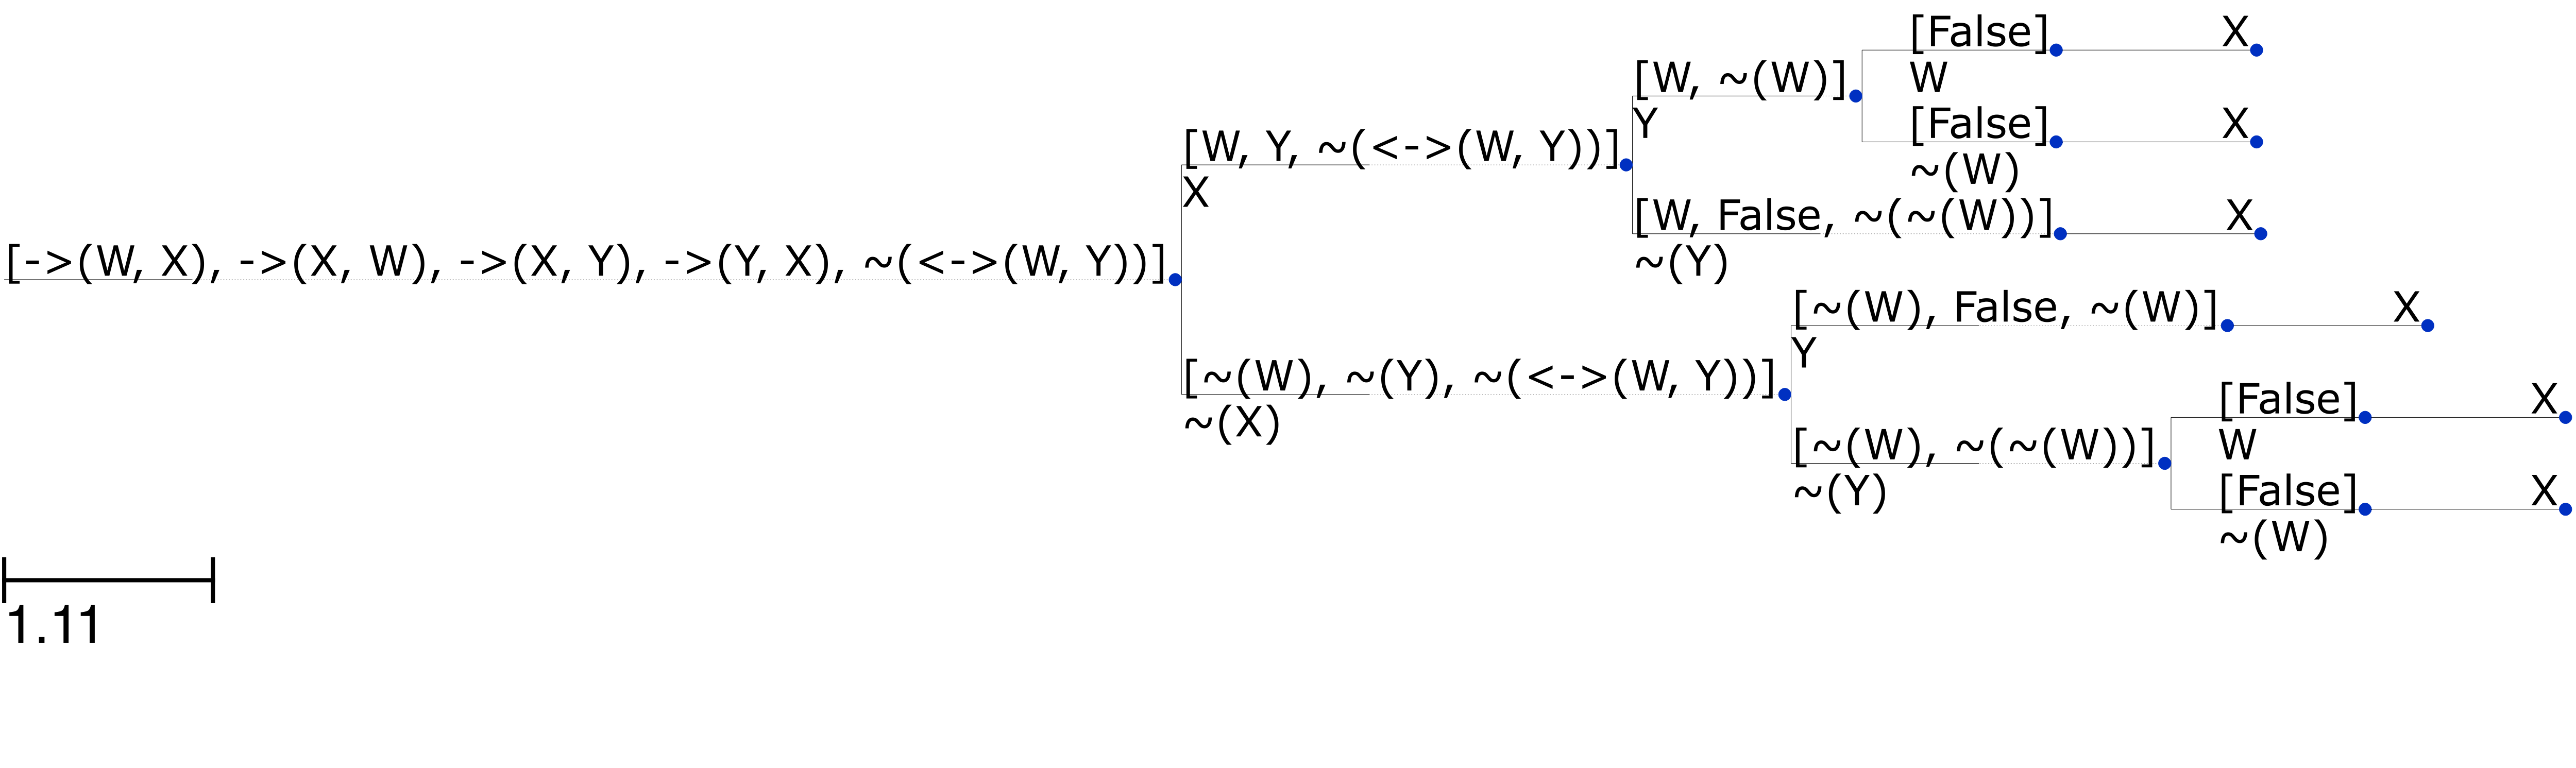 [False] X
[W, ~(W)] W
Y [False] X
[W, Y, ~(<->(W, Y))] ~(W)
X [W, False, ~(~(W))] X
[->(W, X), ->(X, W), ->(X, Y), ->(Y, X), ~(<->(W, Y))] ~(Y)
[~(W), False, ~(W)] X
Y
[~(W), ~(Y), ~(<->(W, Y))] [False] X
~(X) [~(W), ~(~(W))] W
~(Y) [False] X
~(W)
1.11